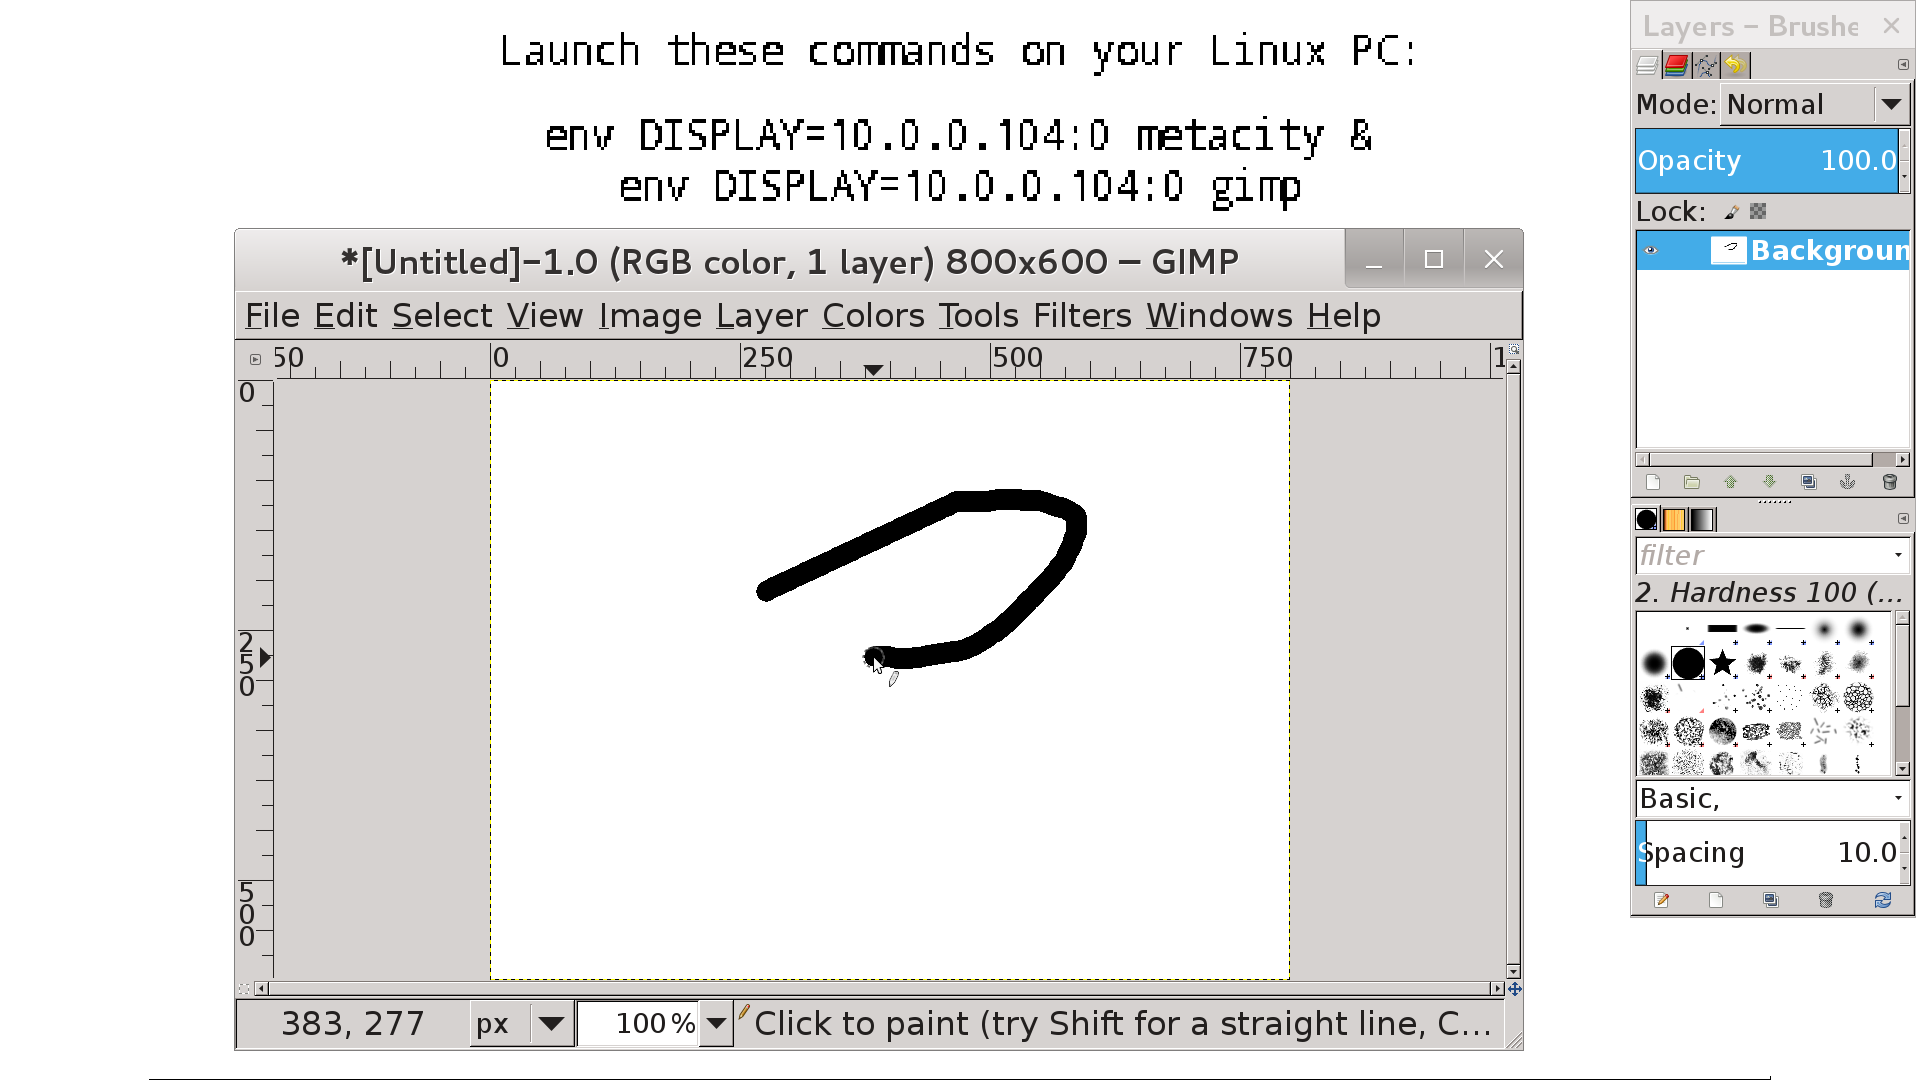 Launch these commands on your Linux PC:
env DISPLAY=10.0.0.104:0 metacity &
env DISPLAY=10.0.0.104:0 gimp
*[Untitled]-1.0 (RGB color, 1 layer) 800x600 – GIMP
File Edit Select View Image Layer Colors Tools Filters Windows Help
50 0 250 500 750 1
0
250
500
383, 277 px 100% Click to paint (try Shift for a straight line, C...
Layers – Brushe
Mode: Normal
Opacity 100.0
Lock:
Backgroun
filter
2. Hardness 100 (...
Basic,
Spacing 10.0